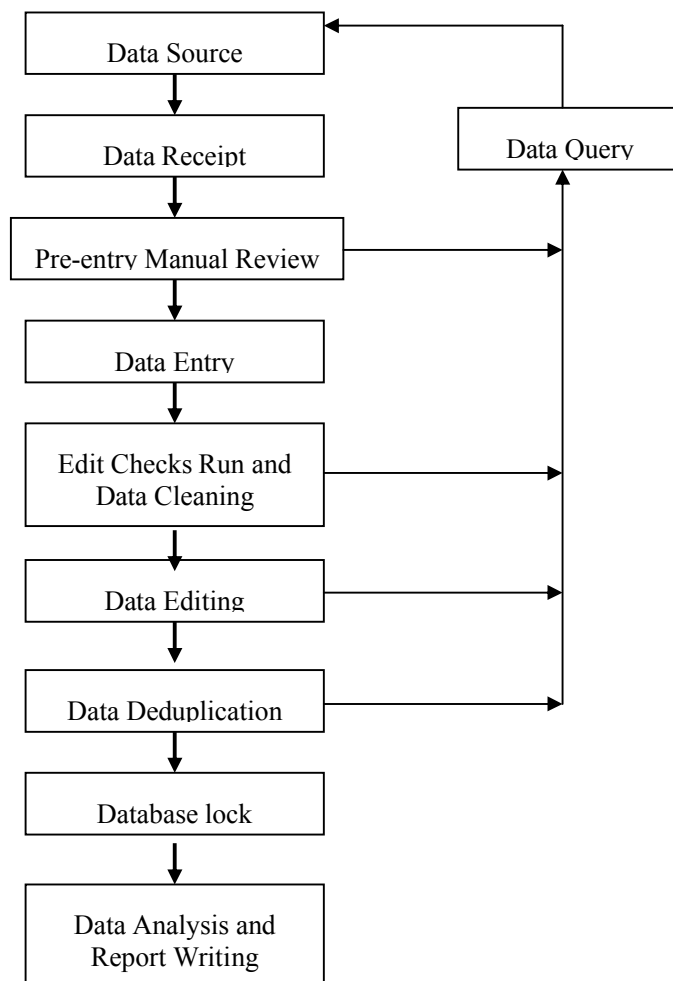 Data Source
Data Receipt
Data Query
Pre-entry Manual Review
Data Entry
Edit Checks Run and
Data Cleaning
Data Editing
Data Deduplication
Database lock
Data Analysis and
Report Writing